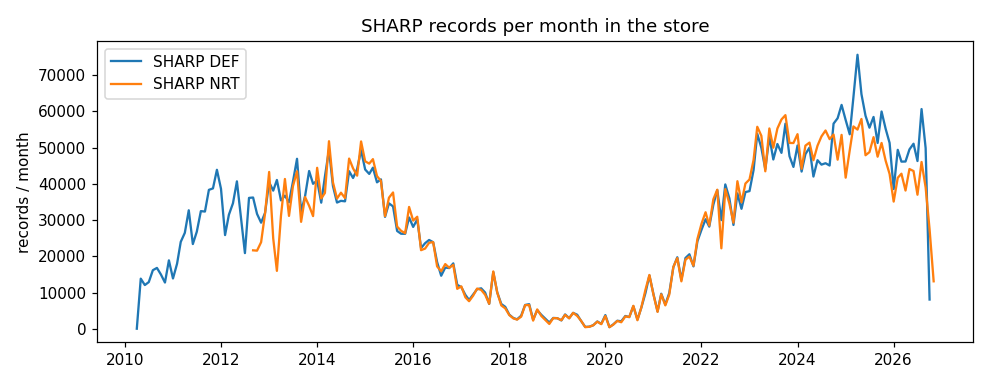 SHARP records per month in the store
SHARP DEF
SHARP NRT
records / month
70000
60000
50000
40000
30000
20000
10000
0
2010 2012 2014 2016 2018 2020 2022 2024 2026